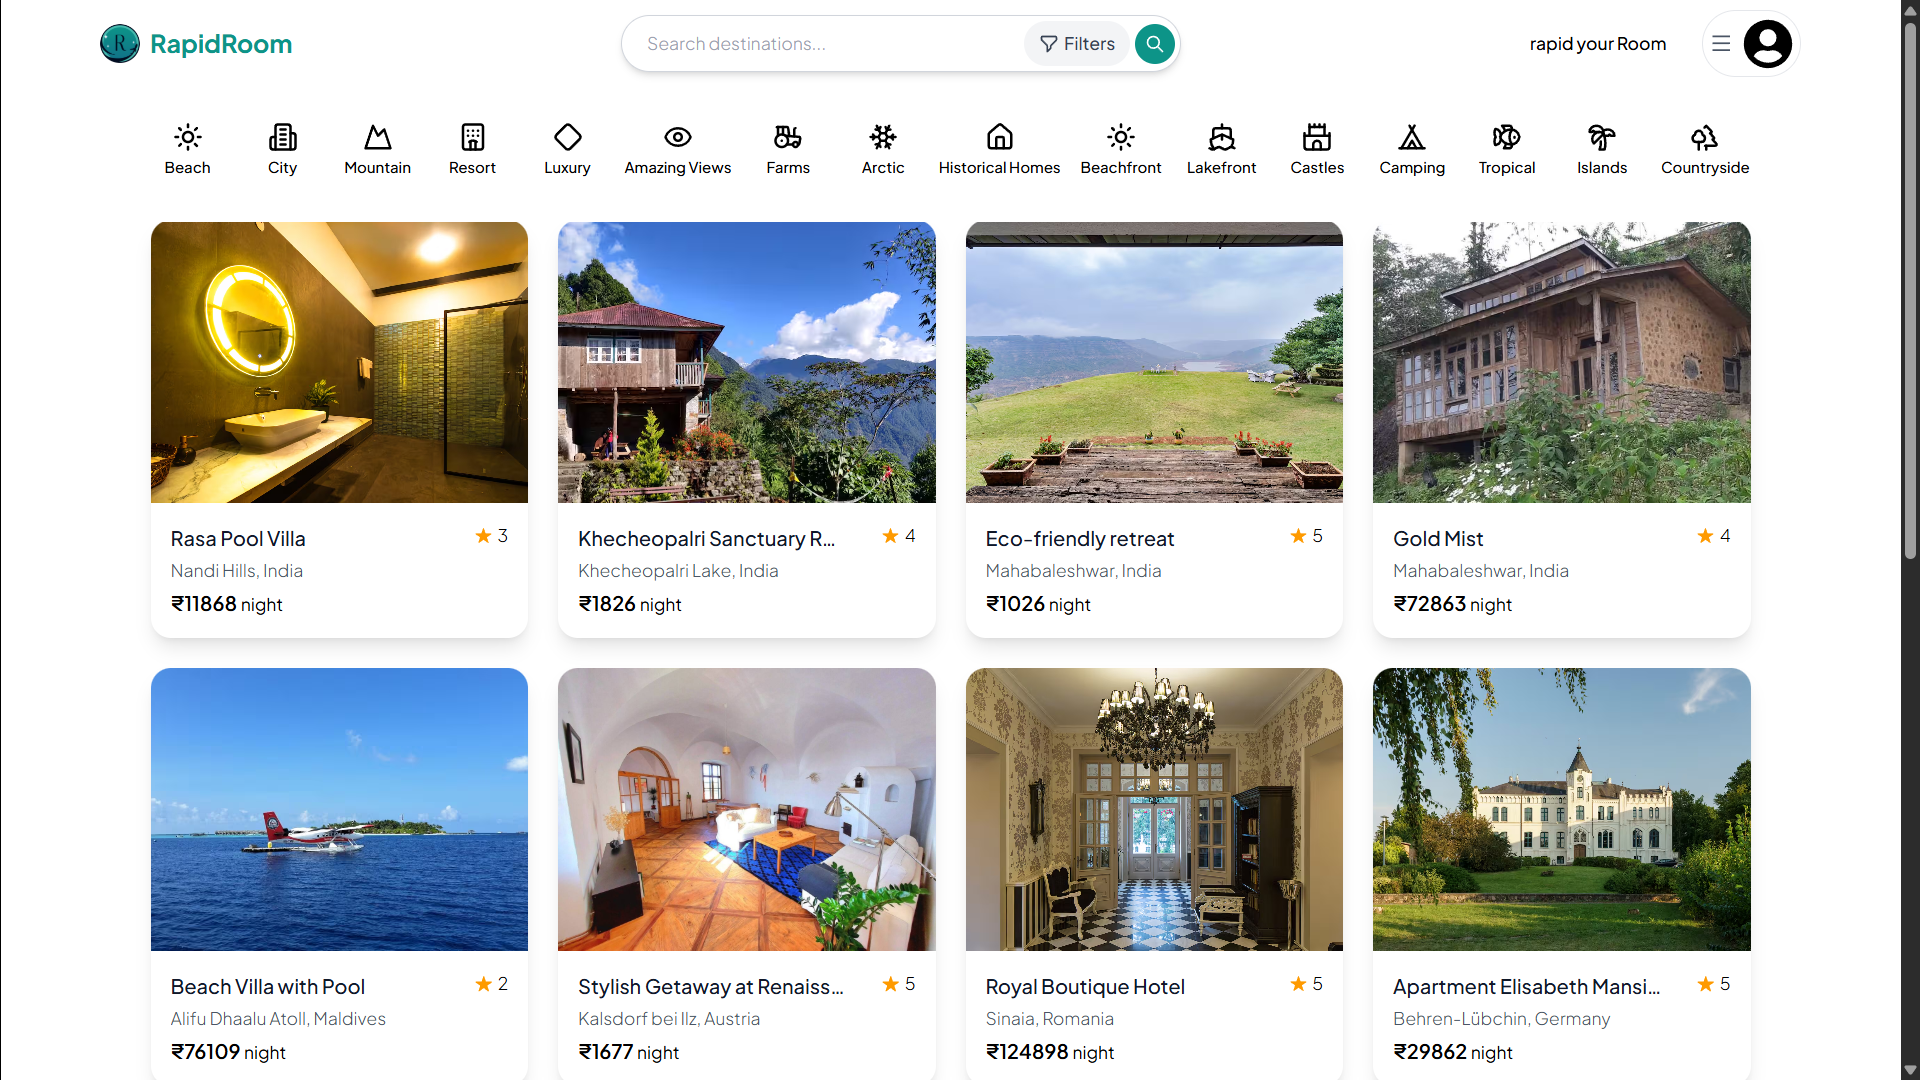 R RapidRoom
Search destinations...
Filters
rapid your Room
Beach
City
Mountain
Resort
Luxury
Amazing Views
Farms
Arctic
Historical Homes
Beachfront
Lakefront
Castles
Camping
Tropical
Islands
Countryside
Rasa Pool Villa
3
Nandi Hills, India
₹11868 night
Khecheopalri Sanctuary R...
4
Khecheopalri Lake, India
₹1826 night
Eco-friendly retreat
5
Mahabaleshwar, India
₹1026 night
Gold Mist
4
Mahabaleshwar, India
₹72863 night
Beach Villa with Pool
2
Alifu Dhaalu Atoll, Maldives
₹76109 night
Stylish Getaway at Renaiss...
5
Kalsdorf bei Ilz, Austria
₹1677 night
Royal Boutique Hotel
5
Sinaia, Romania
₹124898 night
Apartment Elisabeth Mansi...
5
Behren-Lübchin, Germany
₹29862 night